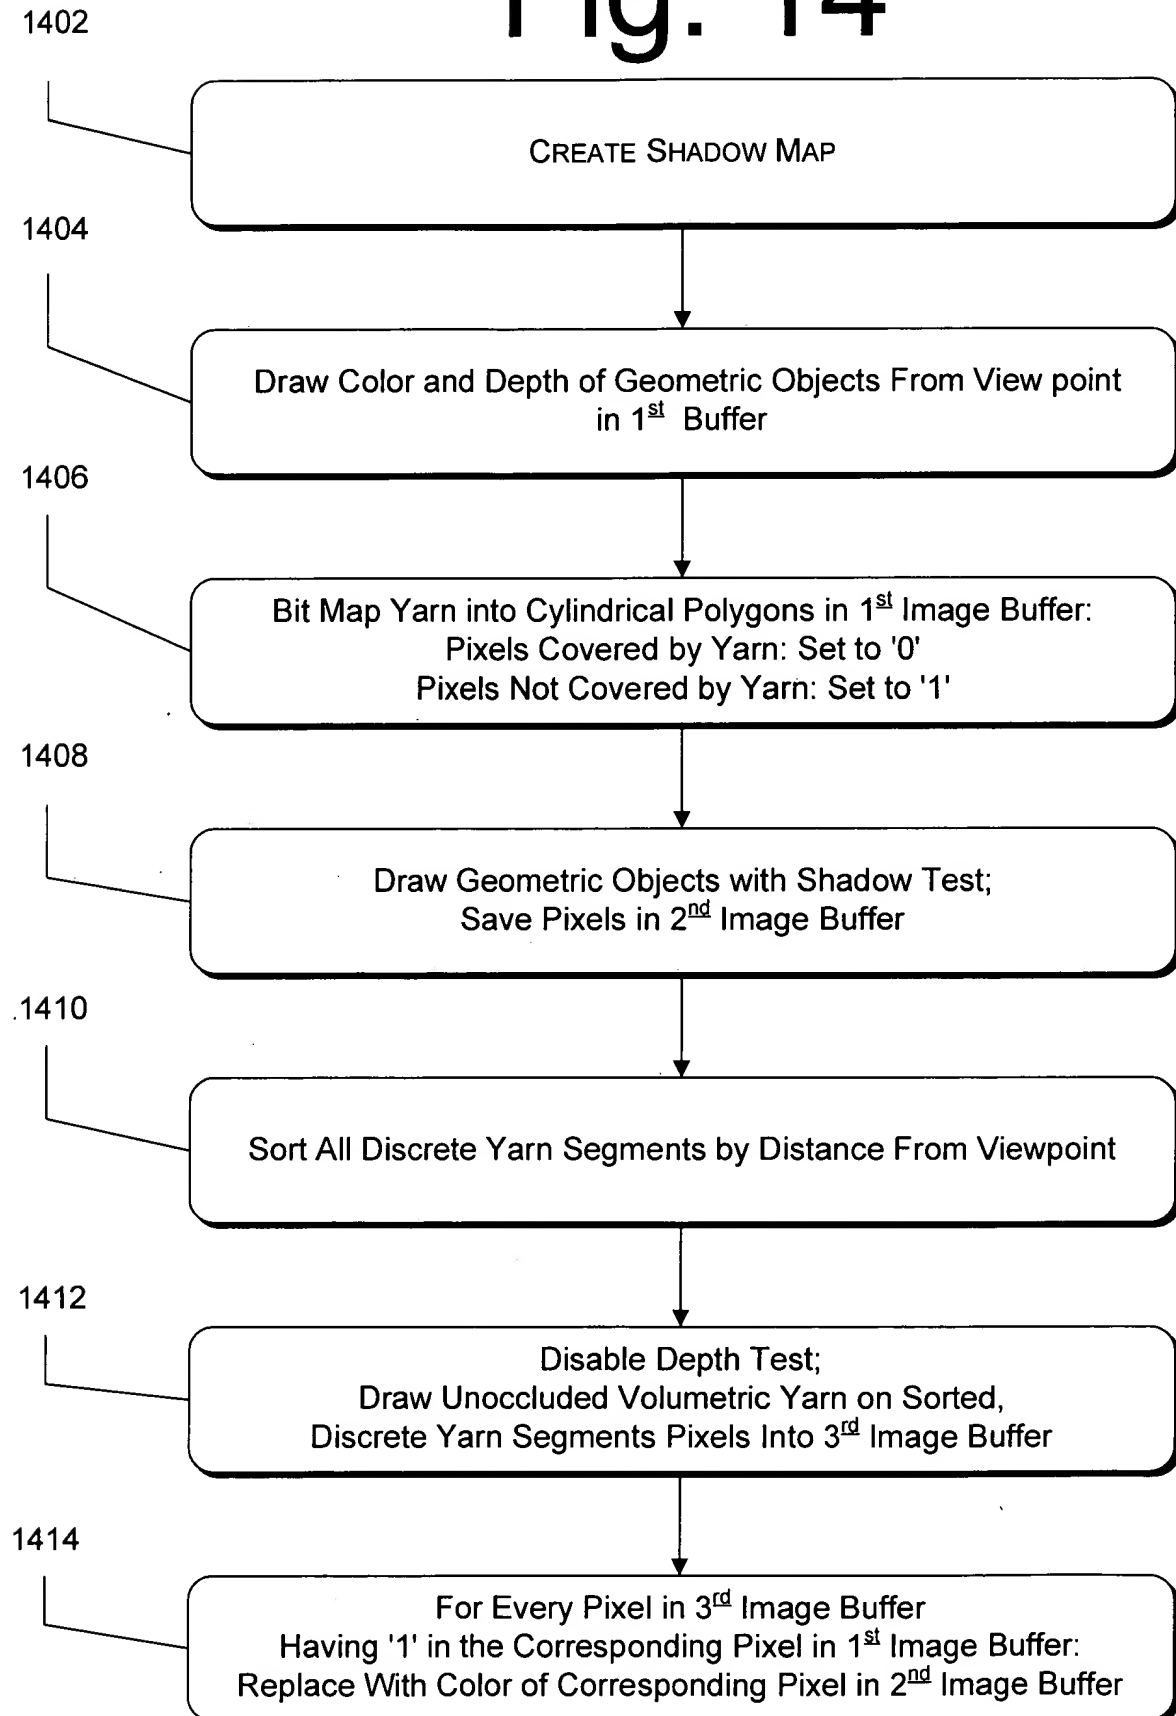 Fig. 14
1402
CREATE SHADOW MAP
1404
Draw Color and Depth of Geometric Objects From View point
in 1st Buffer
1406
Bit Map Yarn into Cylindrical Polygons in 1st Image Buffer:
Pixels Covered by Yarn: Set to '0'
Pixels Not Covered by Yarn: Set to '1'
1408
Draw Geometric Objects with Shadow Test;
Save Pixels in 2nd Image Buffer
1410
Sort All Discrete Yarn Segments by Distance From Viewpoint
1412
Disable Depth Test;
Draw Unoccluded Volumetric Yarn on Sorted,
Discrete Yarn Segments Pixels Into 3rd Image Buffer
1414
For Every Pixel in 3rd Image Buffer
Having '1' in the Corresponding Pixel in 1st Image Buffer:
Replace With Color of Corresponding Pixel in 2nd Image Buffer